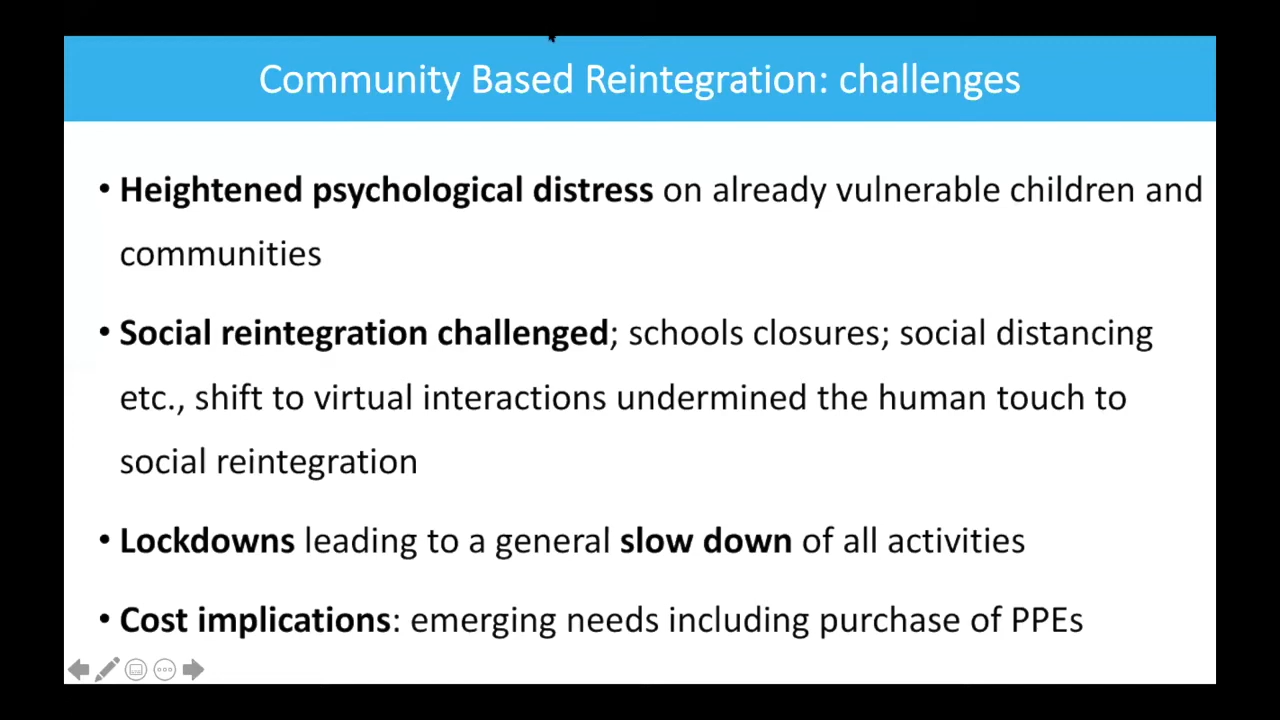 Community Based Reintegration: challenges
• Heightened psychological distress on already vulnerable children and
communities
• Social reintegration challenged; schools closures; social distancing
etc., shift to virtual interactions undermined the human touch to
social reintegration
• Lockdowns leading to a general slow down of all activities
• Cost implications: emerging needs including purchase of PPEs